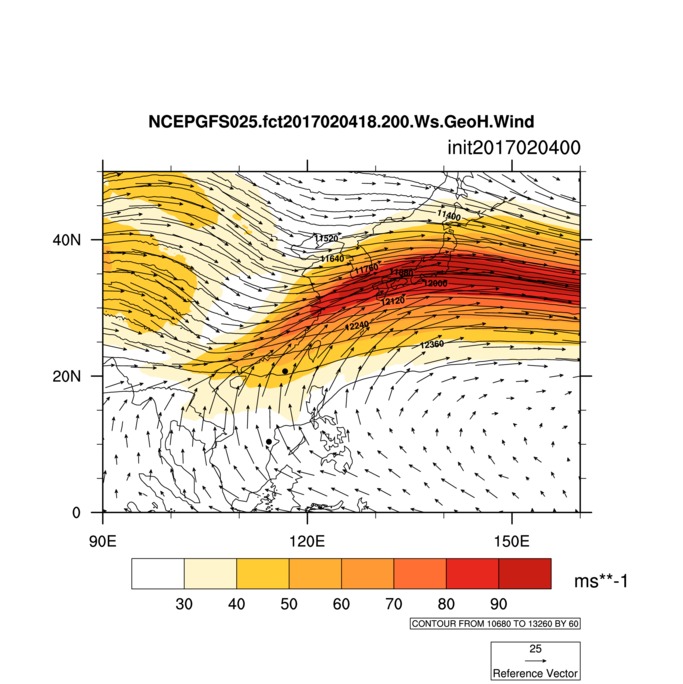 NCEPGFS025.fct2017020418.200.Ws.GeoH.Wind
init2017020400
11400
40N
11520
11640
11760
11880
12000
12120
12240
12360
20N
0
90E 120E 150E
30 40 50 60 70 80 90
ms**-1
CONTOUR FROM 10680 TO 13260 BY 60
25
Reference Vector